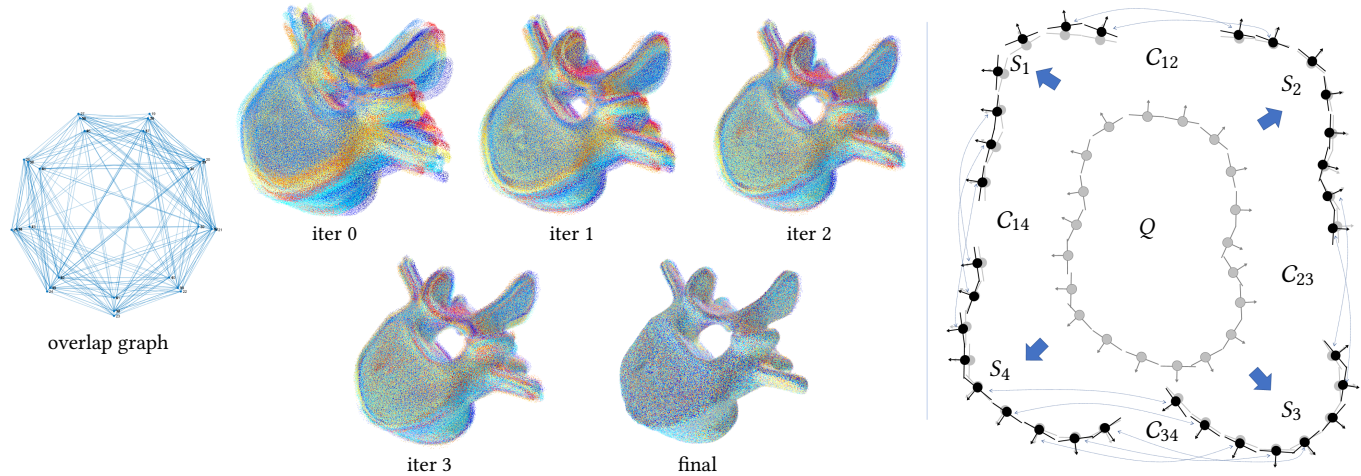 overlap graph
iter 0
iter 1
iter 2
iter 3
final
S1
C12
S2
C14
Q
C23
S4
C34
S3